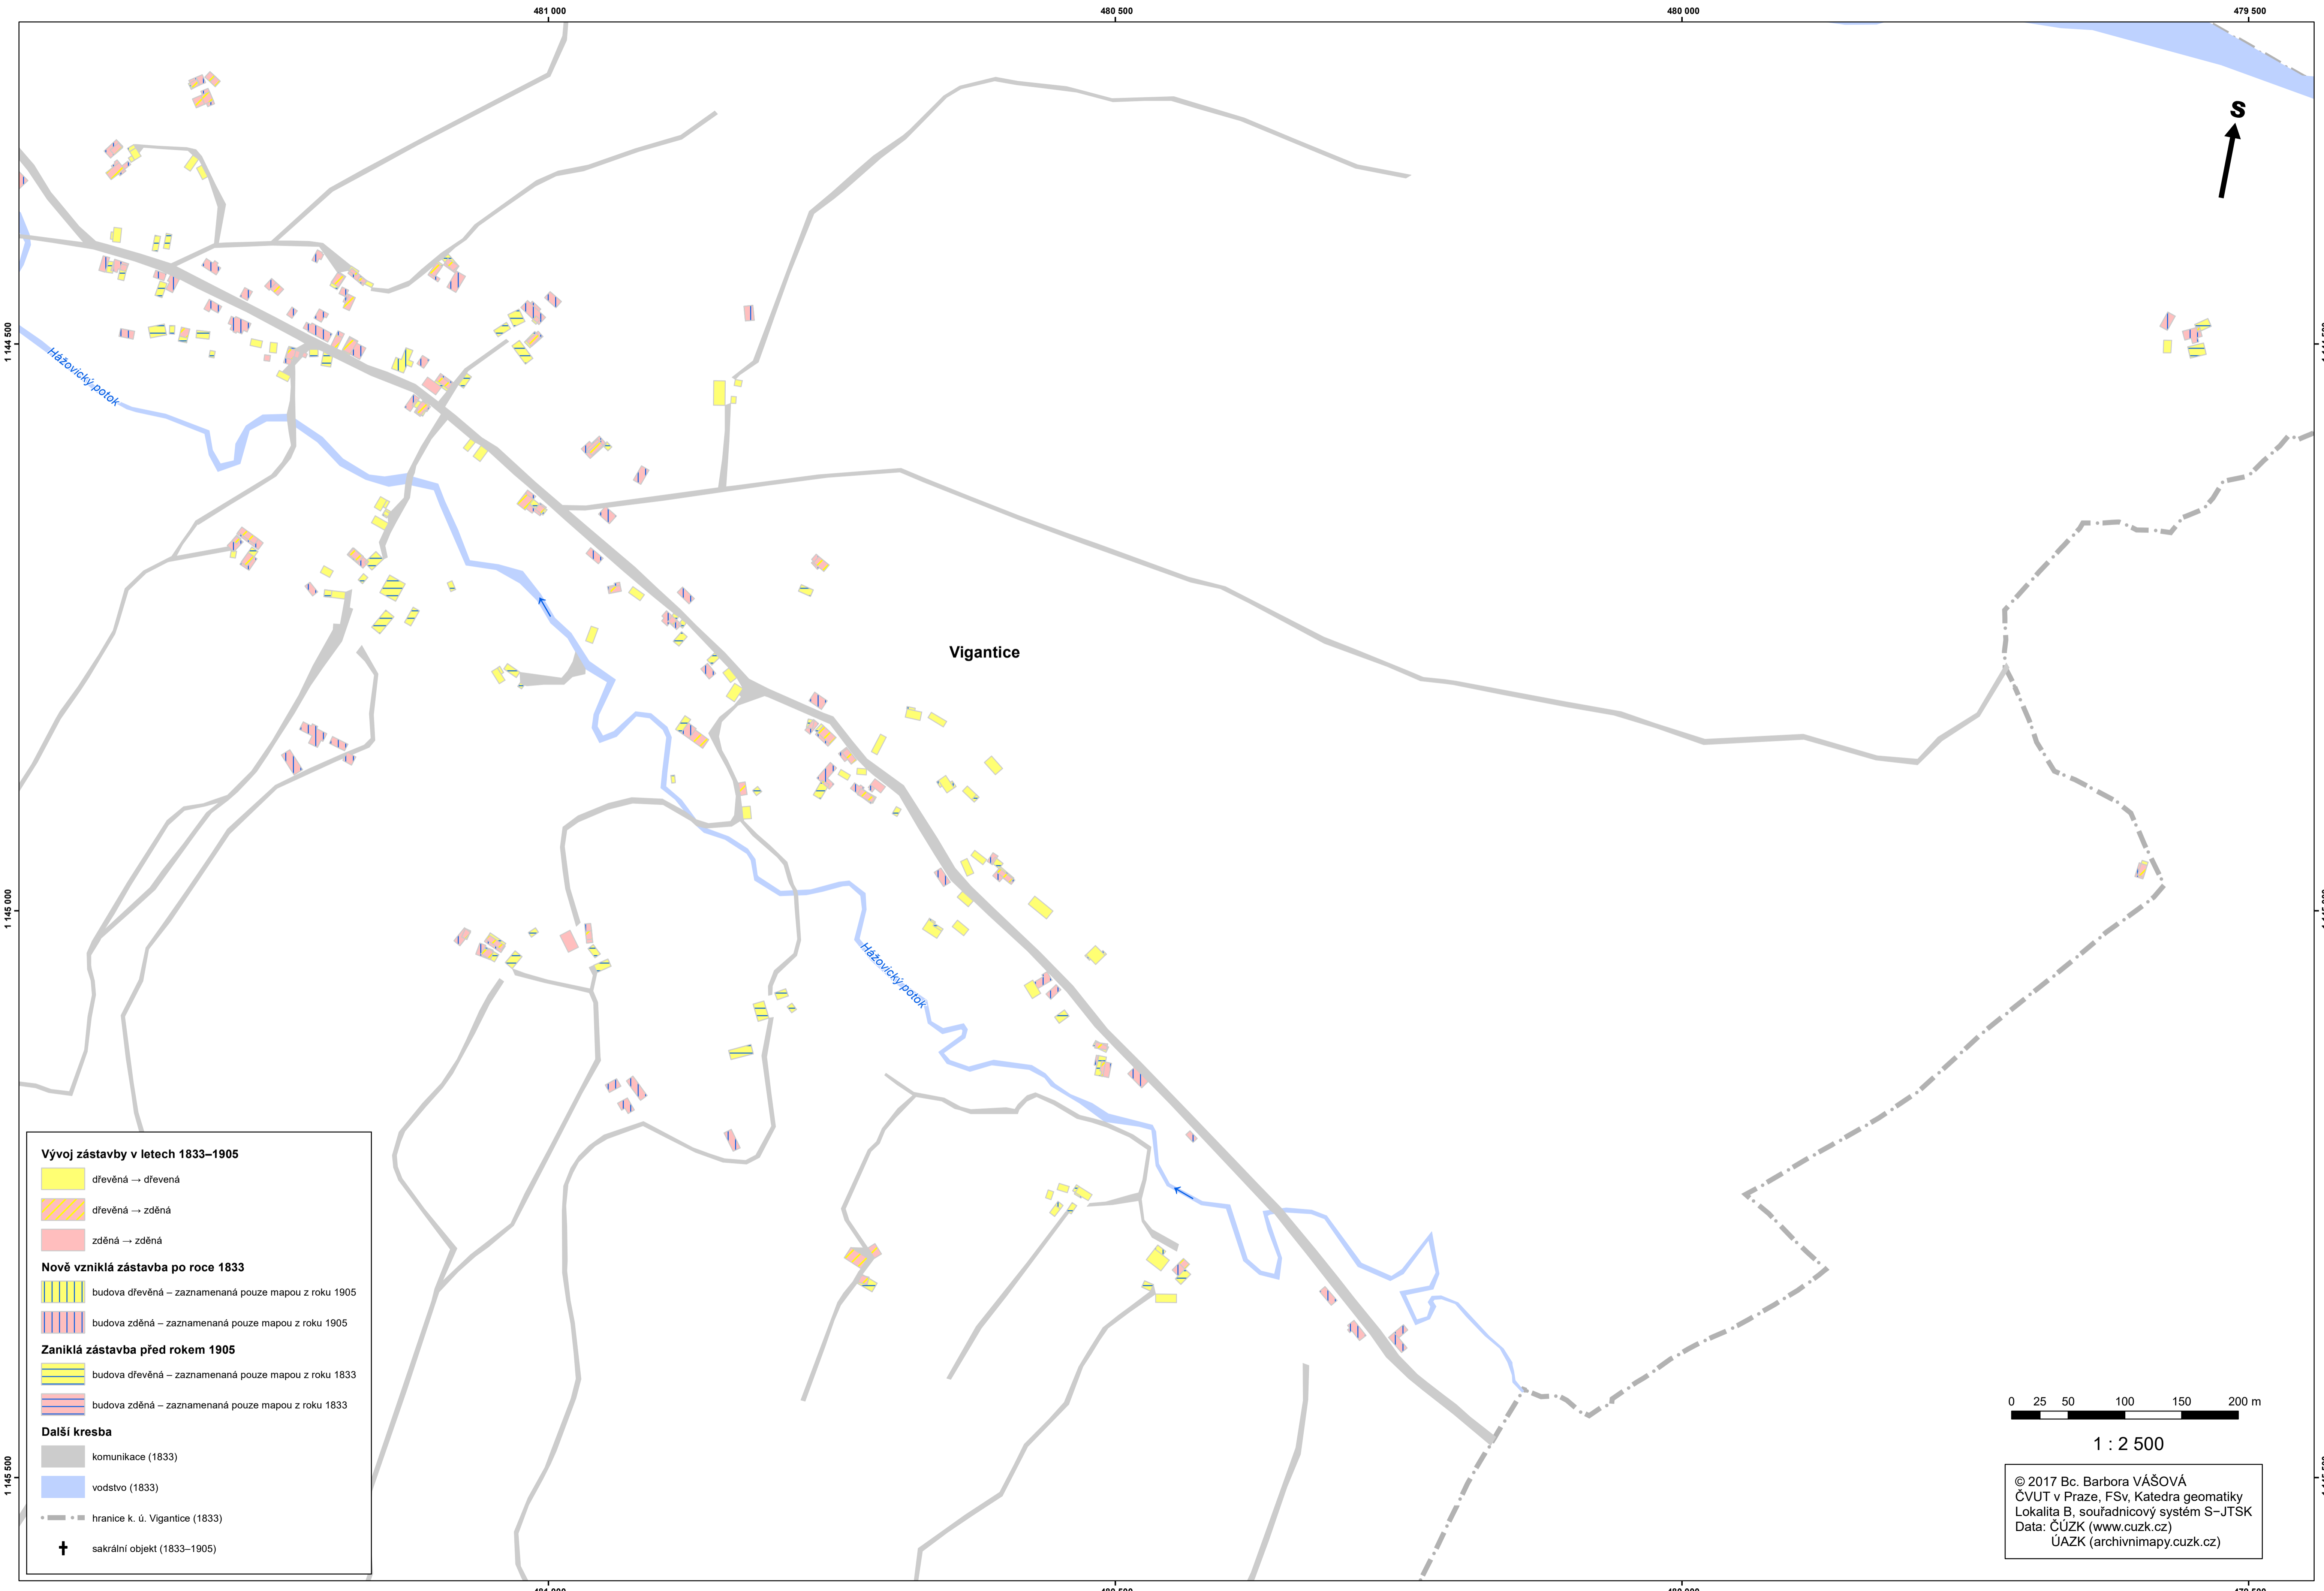 481 000
480 500
480 000
479 500
S
1 144 500
Hážovický potok
Vigantice
1 145 000
Hážovický potok
1 145 500
Vývoj zástavby v letech 1833–1905
dřevěná → dřevená
dřevěná → zděná
zděná → zděná
Nově vzniklá zástavba po roce 1833
budova dřevěná – zaznamenaná pouze mapou z roku 1905
budova zděná – zaznamenaná pouze mapou z roku 1905
Zaniklá zástavba před rokem 1905
budova dřevěná – zaznamenaná pouze mapou z roku 1833
budova zděná – zaznamenaná pouze mapou z roku 1833
Další kresba
komunikace (1833)
vodstvo (1833)
hranice k. ú. Vigantice (1833)
sakrální objekt (1833–1905)
0 25 50 100 150 200 m
1 : 2 500
© 2017 Bc. Barbora VÁŠOVÁ
ČVUT v Praze, FSv, Katedra geomatiky
Lokalita B, souřadnicový systém S−JTSK
Data: ČÚZK (www.cuzk.cz)
ÚAZK (archivnimapy.cuzk.cz)